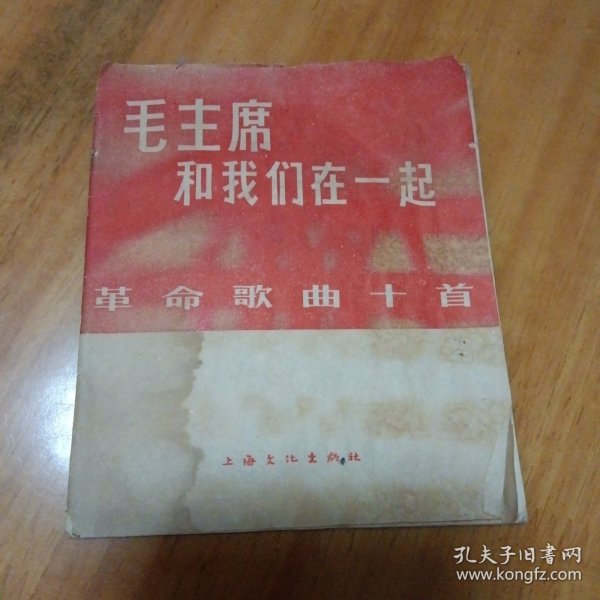 毛主席
和我们在一起
革命歌曲十首
上海文化出版社
孔夫子旧书网
www.kongfz.com